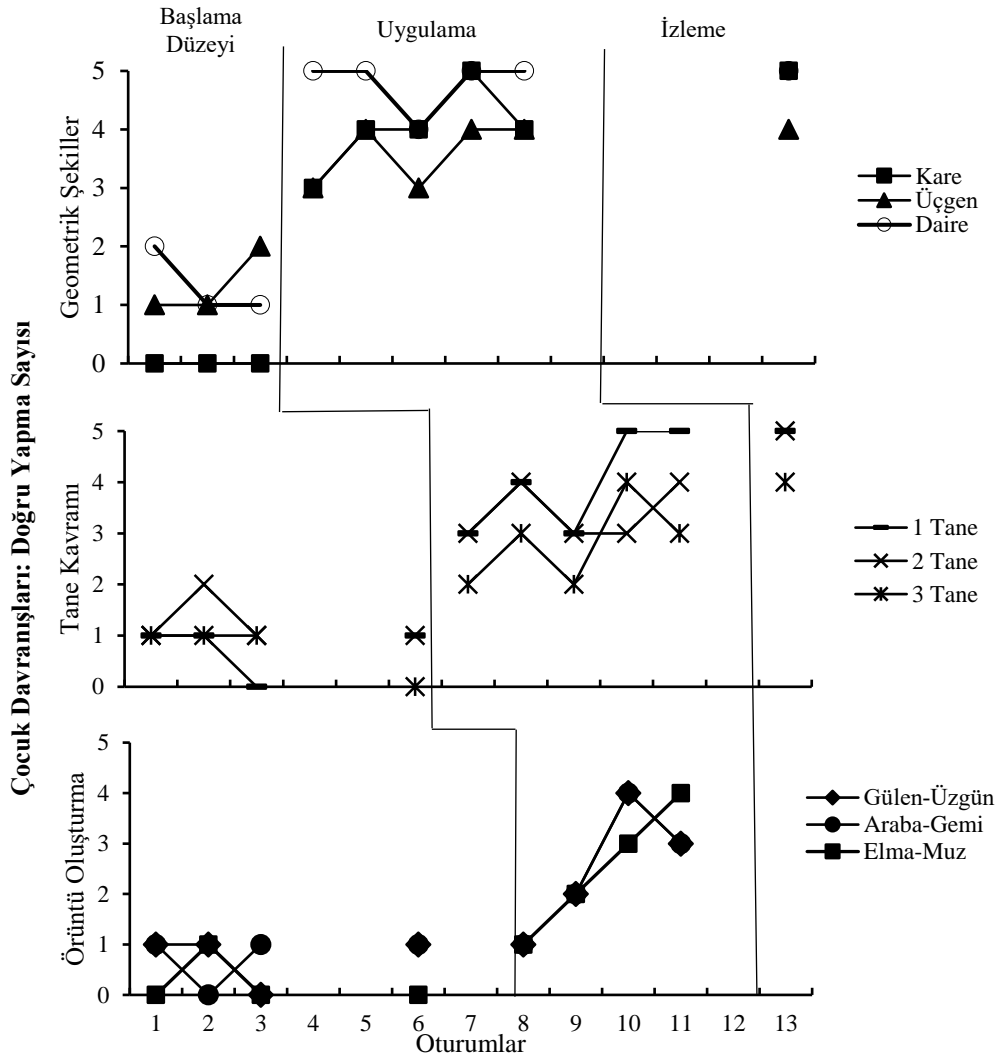 Başlama
Düzeyi
Uygulama
İzleme
Çocuk Davranışları: Doğru Yapma Sayısı
Geometrik Şekiller
5
4
3
2
1
0
Kare
Üçgen
Daire
Tane Kavramı
5
4
3
2
1
0
1 Tane
2 Tane
3 Tane
Örüntü Oluşturma
5
4
3
2
1
0
Gülen-Üzgün
Araba-Gemi
Elma-Muz
1 2 3 4 5 6 7 8 9 10 11 12 13
Oturumlar